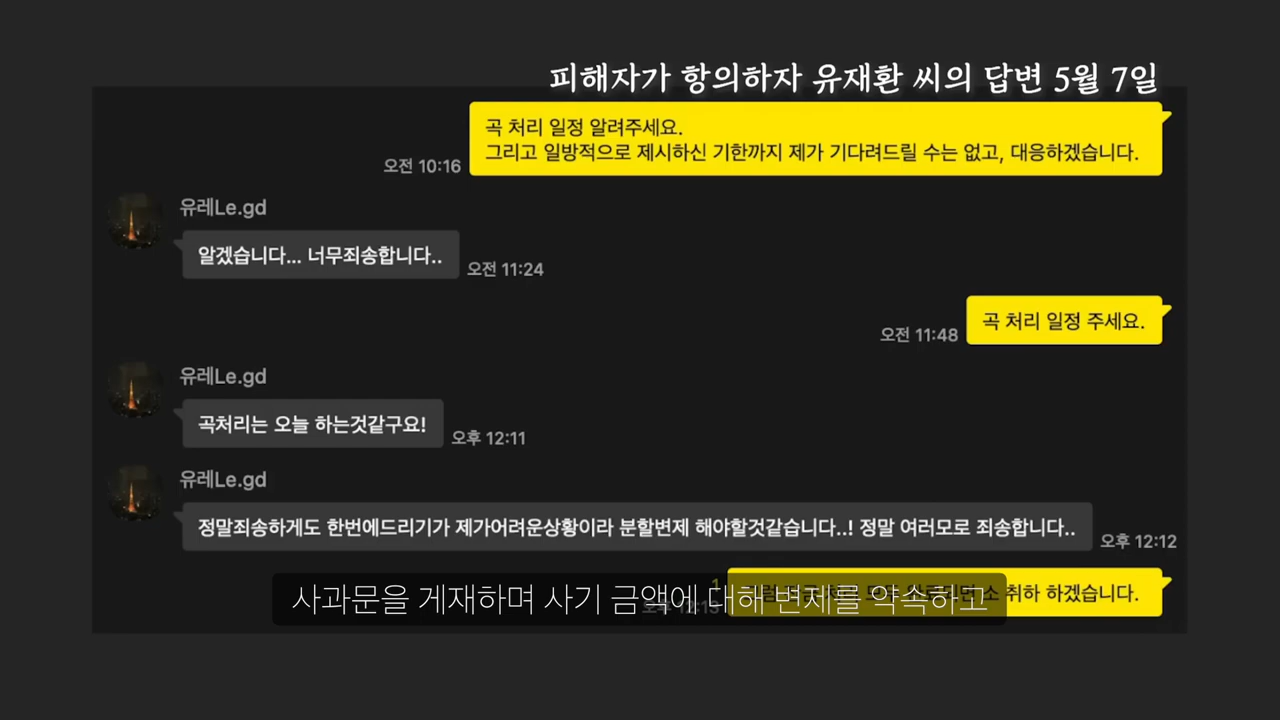 피해자가 항의하자 유재환 씨의 답변 5월 7일
곡 처리 일정 알려주세요.
그리고 일방적으로 제시하신 기한까지 제가 기다려드릴 수는 없고, 대응하겠습니다.
오전 10:16
유레Le.gd
알겠습니다... 너무죄송합니다..
오전 11:24
곡 처리 일정 주세요.
오전 11:48
유레Le.gd
곡처리는 오늘 하는것같구요!
오후 12:11
유레Le.gd
정말죄송하게도 한번에드리기가 제가어려운상황이라 분할변제 해야할것같습니다..! 정말 여러모로 죄송합니다..
오후 12:12
1
소 취하 하겠습니다.
사과문을 게재하며 사기 금액에 대해 변제를 약속하고